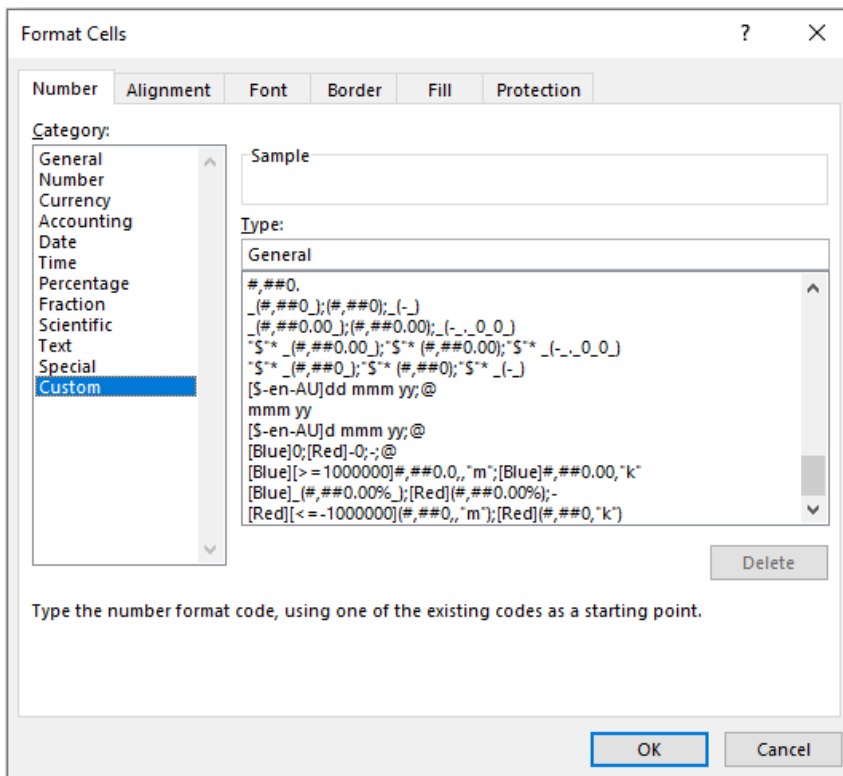 Format Cells
?
Number
Alignment
Font
Border
Fill
Protection
Category:
General
Number
Currency
Accounting
Date
Time
Percentage
Fraction
Scientific
Text
Special
Custom
Sample
Type:
General
#,##0.
_(#,##0_);(#,##0);_(-_)
_(#,##0.00_);(#,##0.00);_(-_._0_0_)
"$"* _(#,##0.00_);"$"* (#,##0.00);"$"* _(-_._0_0_)
"$"* _(#,##0_);"$"* (#,##0);"$"* _(-_)
[$-en-AU]dd mmm yy;@
mmm yy
[$-en-AU]d mmm yy;@
[Blue]0;[Red]-0;-;@
[Blue][>=1000000]#,##0.0,,"m";[Blue]#,##0.00,"k"
[Blue]_(#,##0.00%_);[Red](#,##0.00%);-
[Red][<=-1000000](#,##0,,"m");[Red](#,##0,"k")
Delete
Type the number format code, using one of the existing codes as a starting point.
OK
Cancel